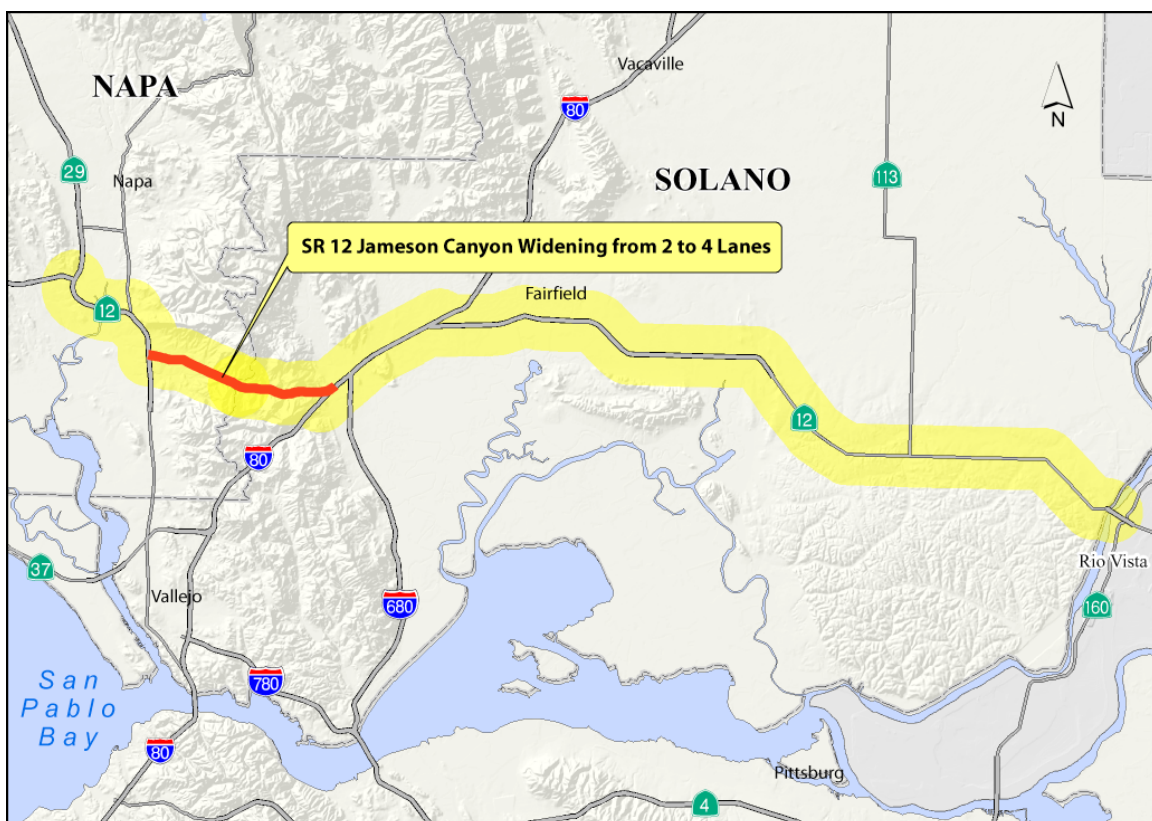 Vacaville
NAPA
80
N
29
Napa
SOLANO
113
SR 12 Jameson Canyon Widening from 2 to 4 Lanes
Fairfield
12
12
80
Rio Vista
37
Vallejo
680
160
San
Pablo
Bay
780
80
Pittsburg
4